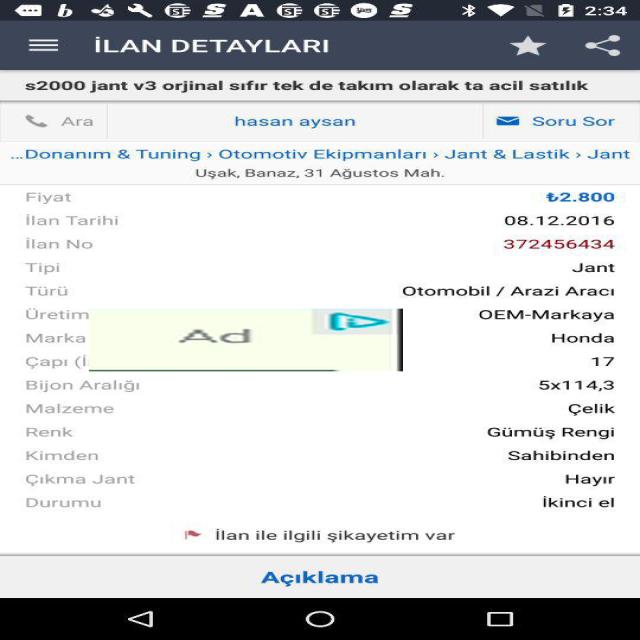 2:34
İLAN DETAYLARI
s2000 jant v3 orjinal sıfır tek de takım olarak ta acil satılık
Ara hasan aysan Soru Sor
...Donanım & Tuning › Otomotiv Ekipmanları › Jant & Lastik › Jant
Uşak, Banaz, 31 Ağustos Mah.
Fiyat ₺2.800
İlan Tarihi 08.12.2016
İlan No 372456434
Tipi Jant
Türü Otomobil / Arazi Aracı
Üretim OEM-Markaya
Ad
Marka Honda
Çapı (İ 17
Bijon Aralığı 5x114,3
Malzeme Çelik
Renk Gümüş Rengi
Kimden Sahibinden
Çıkma Jant Hayır
Durumu İkinci el
İlan ile ilgili şikayetim var
Açıklama